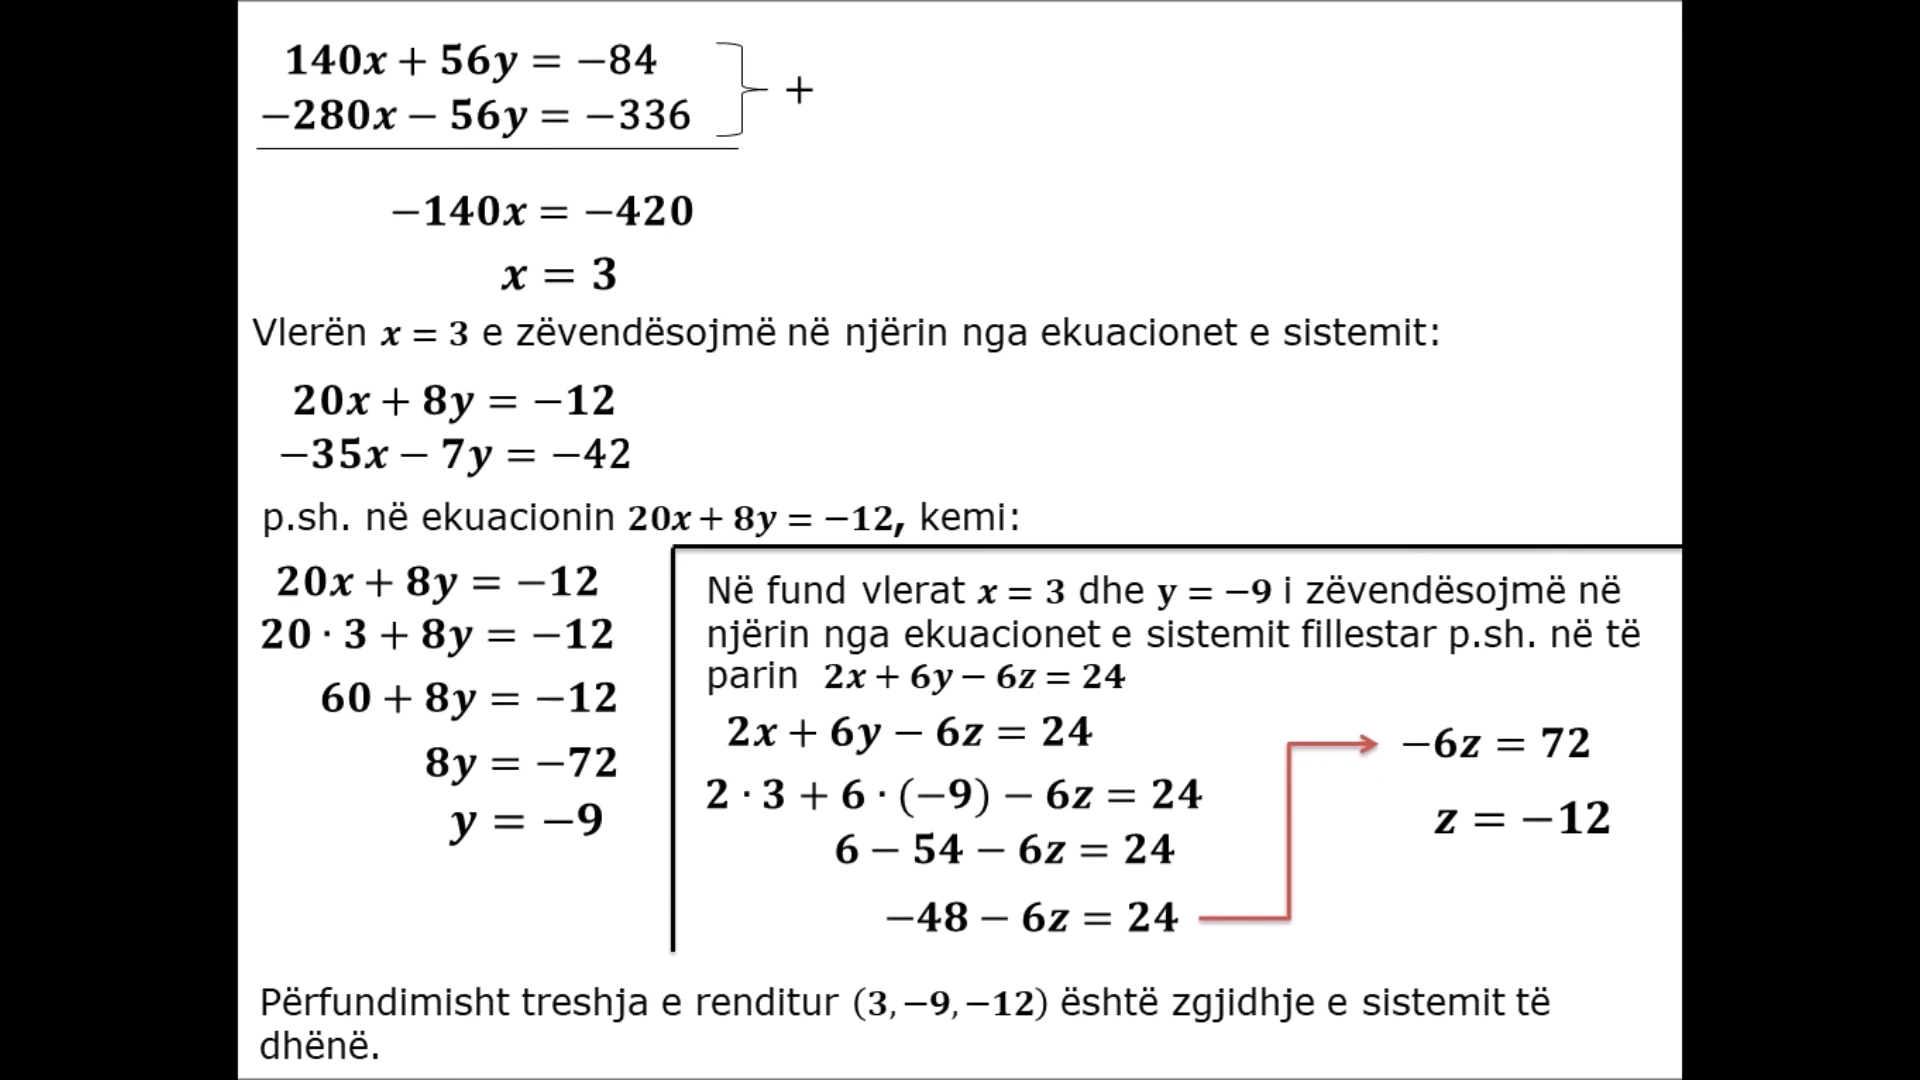 140x + 56y = −84
−280x − 56y = −336
+
−140x = −420
x = 3
Vlerën x = 3 e zëvendësojmë në njërin nga ekuacionet e sistemit:
20x + 8y = −12
−35x − 7y = −42
p.sh. në ekuacionin 20x + 8y = −12, kemi:
20x + 8y = −12
20 · 3 + 8y = −12
60 + 8y = −12
8y = −72
y = −9
Në fund vlerat x = 3 dhe y = −9 i zëvendësojmë në
njërin nga ekuacionet e sistemit fillestar p.sh. në të
parin 2x + 6y − 6z = 24
2x + 6y − 6z = 24
2 · 3 + 6 · (−9) − 6z = 24
6 − 54 − 6z = 24
−48 − 6z = 24
−6z = 72
z = −12
Përfundimisht treshja e renditur (3, −9, −12) është zgjidhje e sistemit të
dhënë.